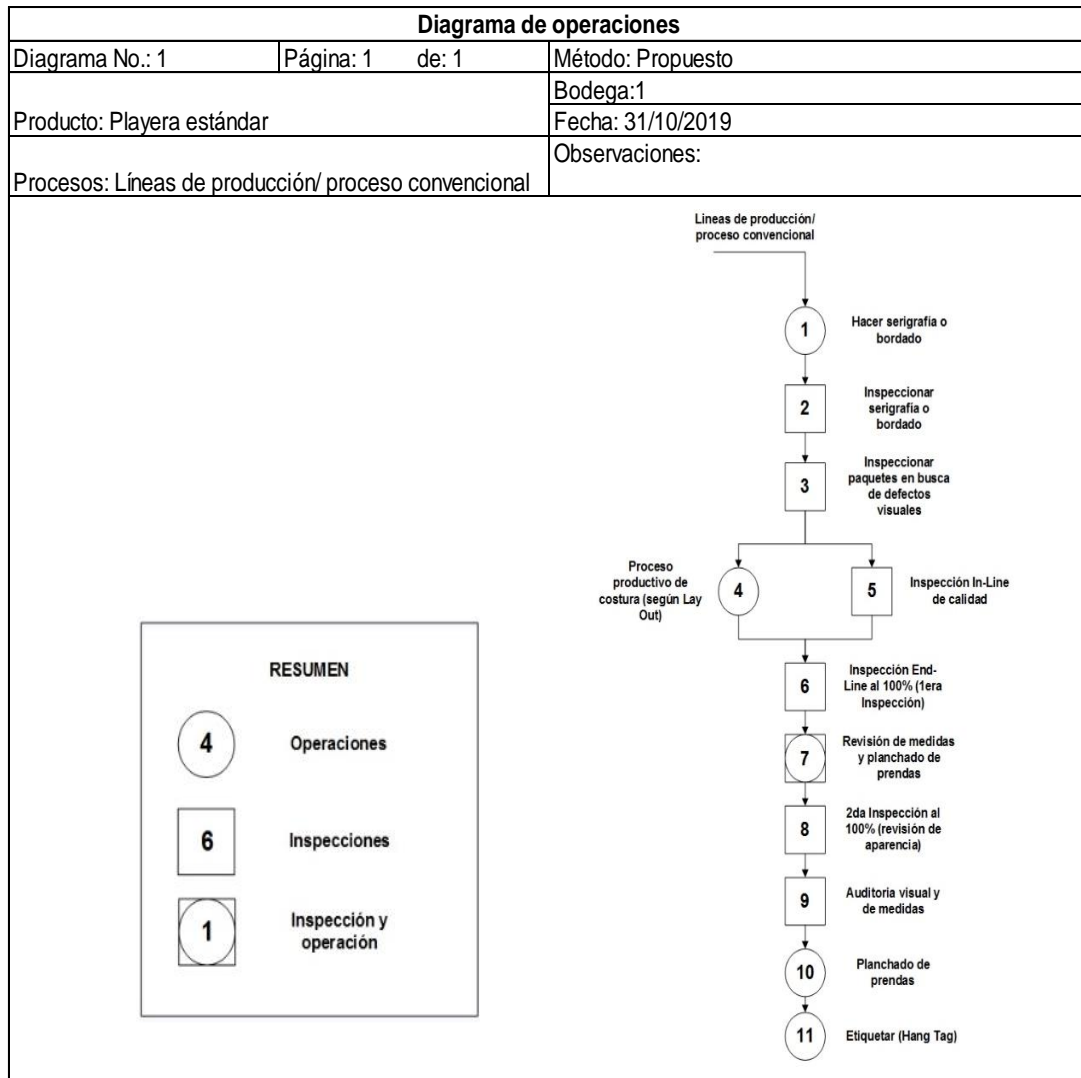 Diagrama de operaciones
Diagrama No.: 1 Página: 1 de: 1 Método: Propuesto
Bodega:1
Producto: Playera estándar Fecha: 31/10/2019
Observaciones:
Procesos: Líneas de producción/ proceso convencional
Lineas de producción/
proceso convencional
1
Hacer serigrafía o
bordado
2
Inspeccionar
serigrafía o
bordado
3
Inspeccionar
paquetes en busca
de defectos
visuales
Proceso
productivo de
costura (según Lay
Out)
4
5
Inspección In-Line
de calidad
6
Inspección End-
Line al 100% (1era
Inspección)
7
Revisión de medidas
y planchado de
prendas
8
2da Inspección al
100% (revisión de
aparencia)
9
Auditoria visual y
de medidas
10
Planchado de
prendas
11
Etiquetar (Hang Tag)
RESUMEN
4 Operaciones
6 Inspecciones
1
Inspección y
operación